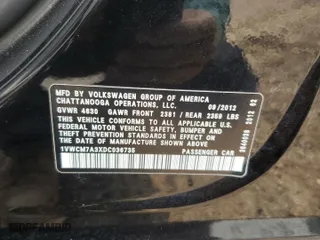 MFD. BY VOLKSWAGEN GROUP OF AMERICA
CHATTANOOGA OPERATIONS, LLC. 09/2012
GVWR 4630 GAWR FRONT 2381 / REAR 2359 LBS
THIS VEHICLE CONFORMS TO ALL APPLICABLE
FEDERAL MOTOR VEHICLE SAFETY, BUMPER AND
THEFT PREVENTION STANDARDS IN EFFECT ON THE
DATE OF MANUFACTURE SHOWN ABOVE.
1VWCM7A3XDC036735 PASSENGER CAR